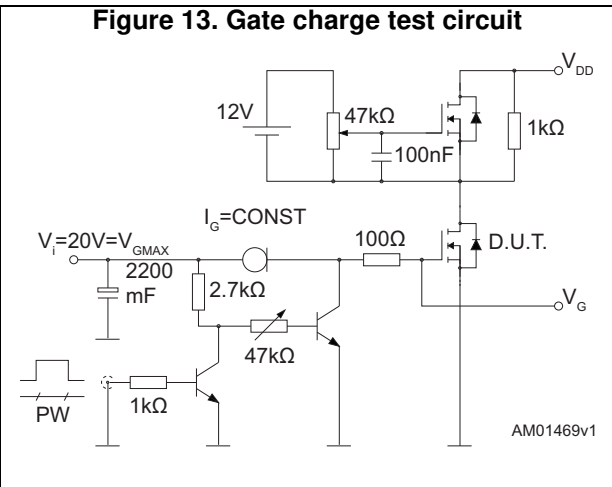 Figure 13. Gate charge test circuit
V_DD
12V
47kΩ
1kΩ
100nF
I_G=CONST
V_i=20V=V_GMAX
100Ω
D.U.T.
2200
mF
2.7kΩ
V_G
47kΩ
1kΩ
PW
AM01469v1